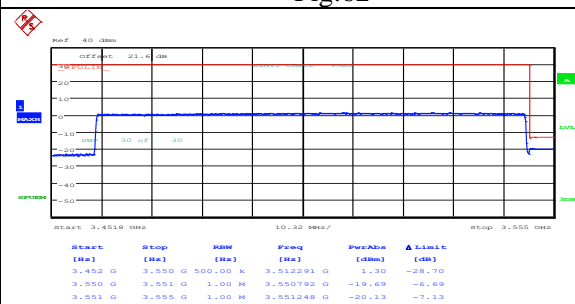 Fig.62
R S
Ref 40 dBm
Offset 21.6 dB
30
20
10
0
-10
SWP 30 of 30
-20
-30
-40
-50
1
MAXH
A
LVL
3DB
Start 3.4518 GHz 10.32 MHz/ Stop 3.555 GHz
Start Stop RBW Freq PwrAbs Δ Limit
[Hz] [Hz] [Hz] [dBm] [dB]
3.452 G 3.550 G 500.00 k 3.512291 G 1.30 -28.70
3.550 G 3.551 G 1.00 M 3.550792 G -19.69 -6.69
3.551 G 3.555 G 1.00 M 3.551248 G -20.13 -7.13